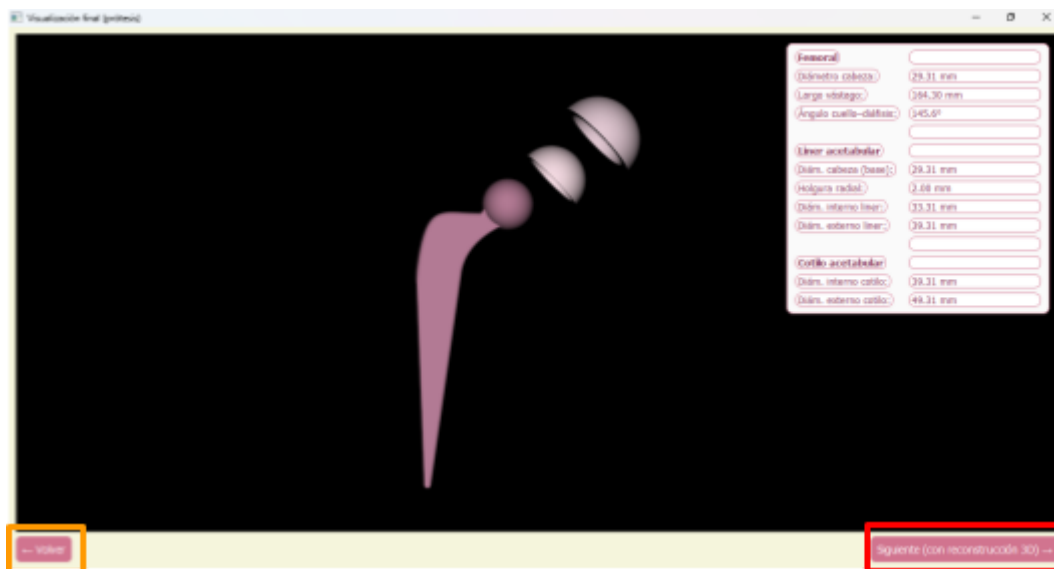 Visualización final (prótesis)
Femoral
Diámetro cabeza: 29.31 mm
Largo vástago: 164.30 mm
Ángulo cuello-diáfisis: 145.6º
Liner acetabular
Diám. cabeza (base): 29.31 mm
Holgura radial: 2.00 mm
Diám. interno liner: 33.31 mm
Diám. externo liner: 39.31 mm
Cotilo acetabular
Diám. interno cotilo: 39.31 mm
Diám. externo cotilo: 49.31 mm
← Volver
Siguiente (con reconstrucción 3D) →